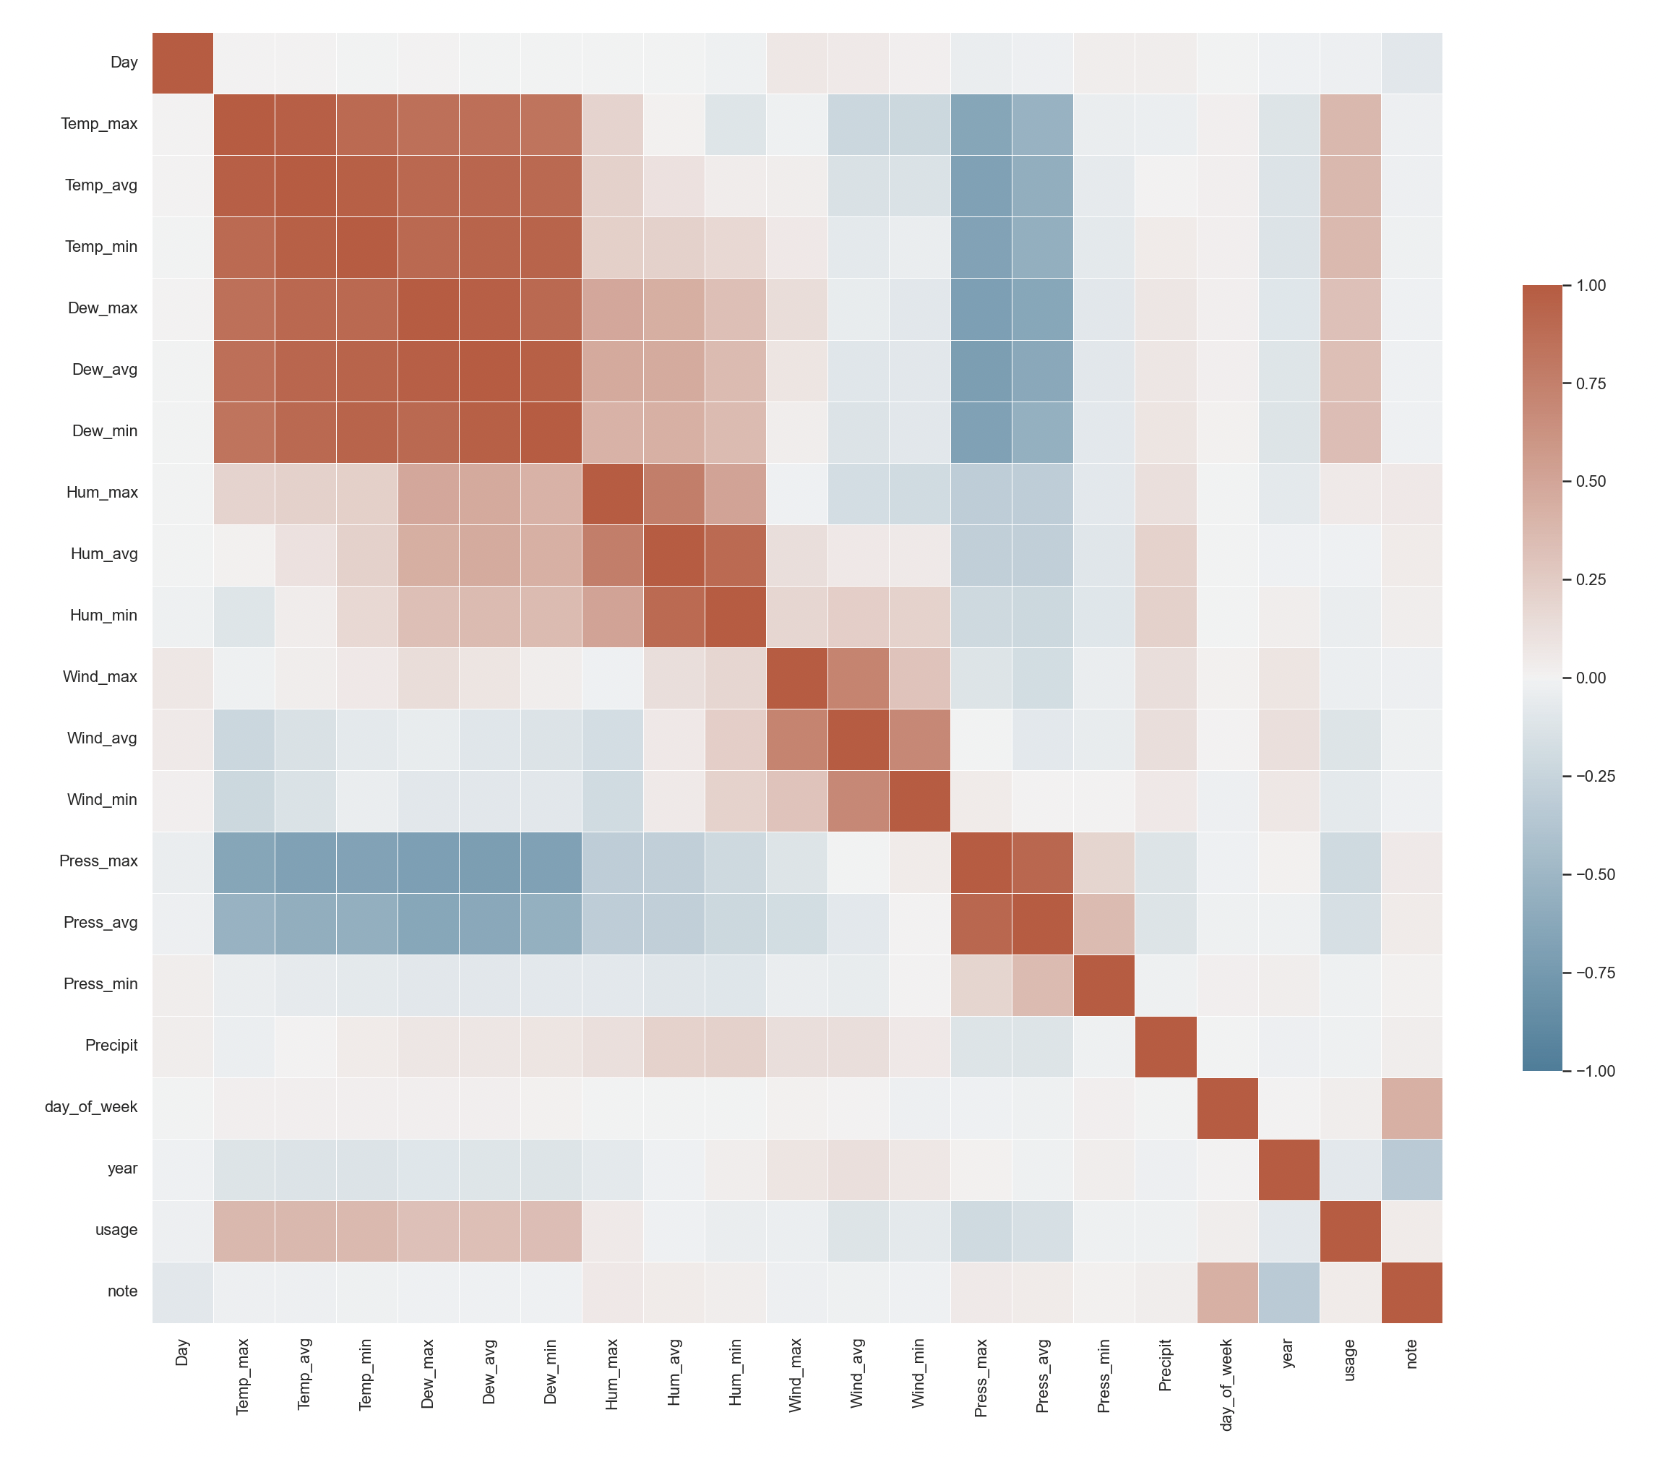 Day
Temp_max
Temp_avg
Temp_min
Dew_max
Dew_avg
Dew_min
Hum_max
Hum_avg
Hum_min
Wind_max
Wind_avg
Wind_min
Press_max
Press_avg
Press_min
Precipit
day_of_week
year
usage
note
Day
Temp_max
Temp_avg
Temp_min
Dew_max
Dew_avg
Dew_min
Hum_max
Hum_avg
Hum_min
Wind_max
Wind_avg
Wind_min
Press_max
Press_avg
Press_min
Precipit
day_of_week
year
usage
note
1.00
0.75
0.50
0.25
0.00
−0.25
−0.50
−0.75
−1.00